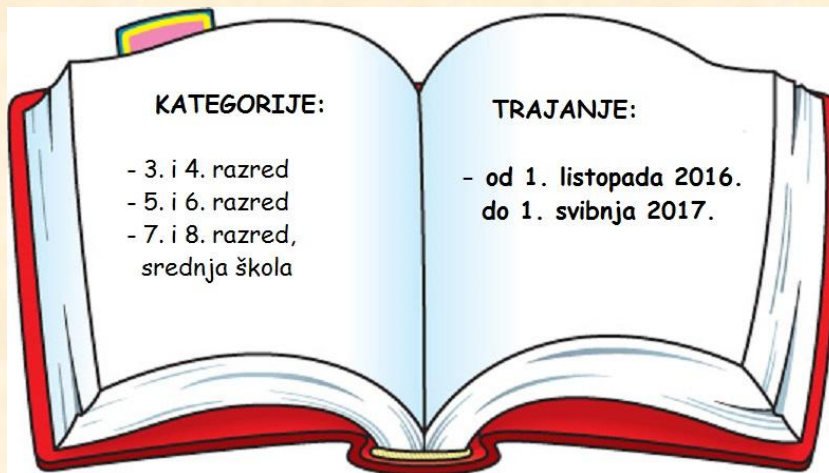 KATEGORIJE:
- 3. i 4. razred
- 5. i 6. razred
- 7. i 8. razred,
srednja škola
TRAJANJE:
- od 1. listopada 2016.
do 1. svibnja 2017.